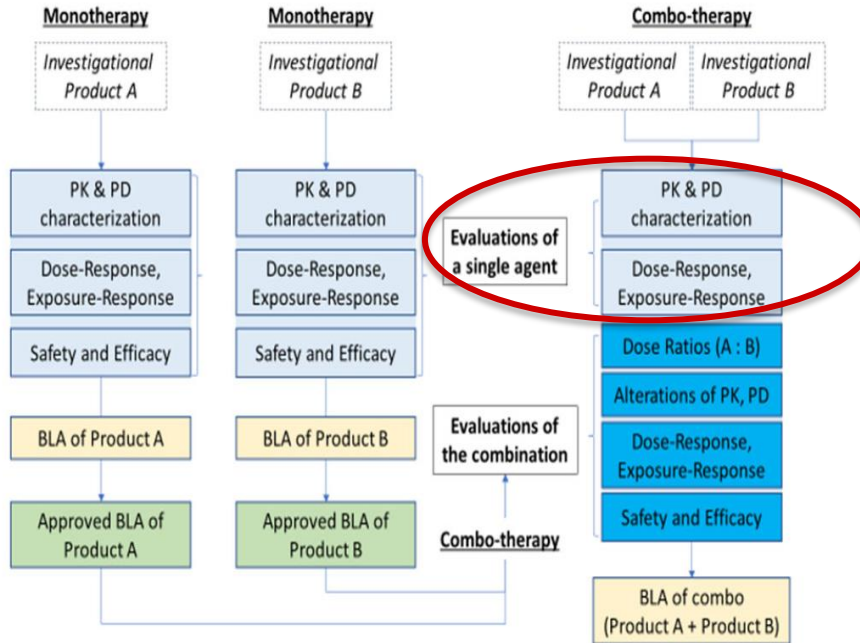 Monotherapy
Investigational
Product A
PK & PD
characterization
Dose-Response,
Exposure-Response
Safety and Efficacy
BLA of Product A
Approved BLA of
Product A
Monotherapy
Investigational
Product B
PK & PD
characterization
Dose-Response,
Exposure-Response
Safety and Efficacy
BLA of Product B
Approved BLA of
Product B
Evaluations of
a single agent
Evaluations of
the combination
Combo-therapy
Combo-therapy
Investigational
Product A
Investigational
Product B
PK & PD
characterization
Dose-Response,
Exposure-Response
Dose Ratios (A : B)
Alterations of PK, PD
Dose-Response,
Exposure-Response
Safety and Efficacy
BLA of combo
(Product A + Product B)